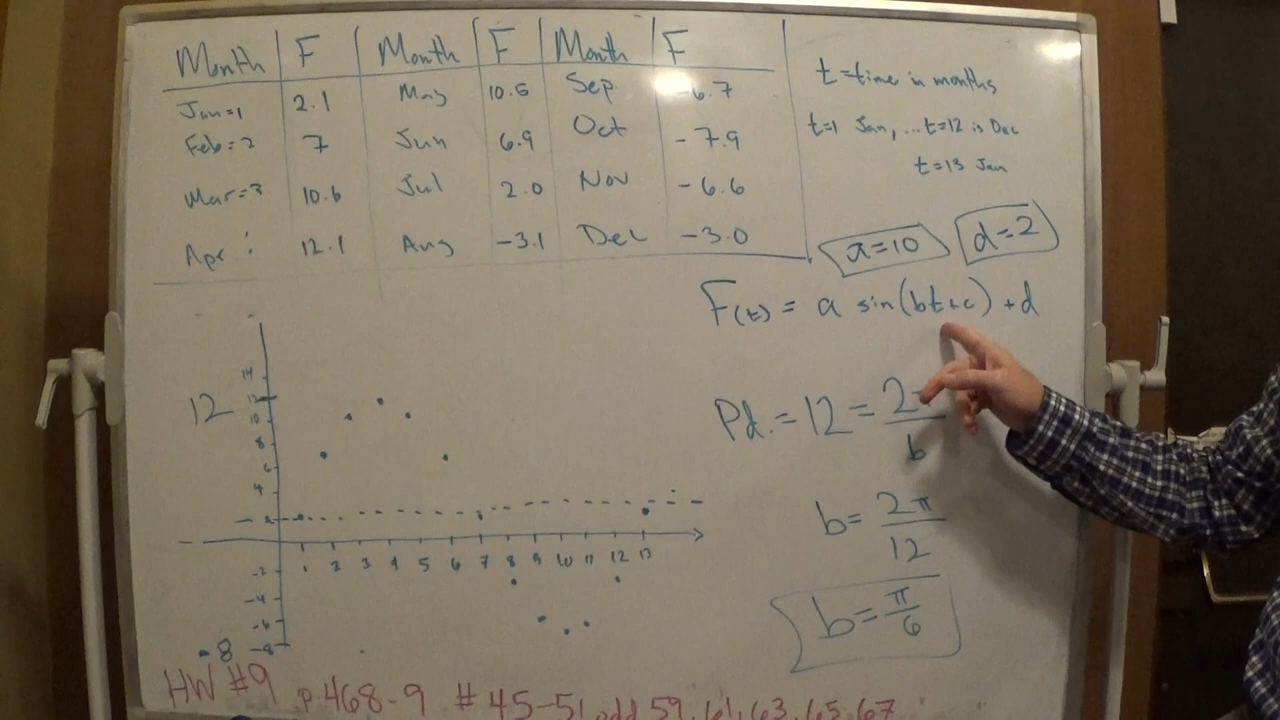 Month F Month F Month F
Jan=1 2.1 May 10.5 Sep -6.7
Feb=2 7 Jun 6.9 Oct -7.9
Mar=3 10.6 Jul 2.0 Nov -6.6
Apr : 12.1 Aug -3.1 Dec -3.0
t=time in months
t=1 Jan, ...t=12 is Dec
t=13 Jan
a=10 d=2
F(t) = a sin(bt+c) +d
Pd. = 12 = 2 / b
b= 2π / 12
b= π / 6
14
12 12
10
8
6
4
2
1 2 3 4 5 6 7 8 9 10 11 12 13
-2
-4
-6
-8 -8
HW #9 p.468-9 #45-51 odd 59, 61, 63, 65, 67